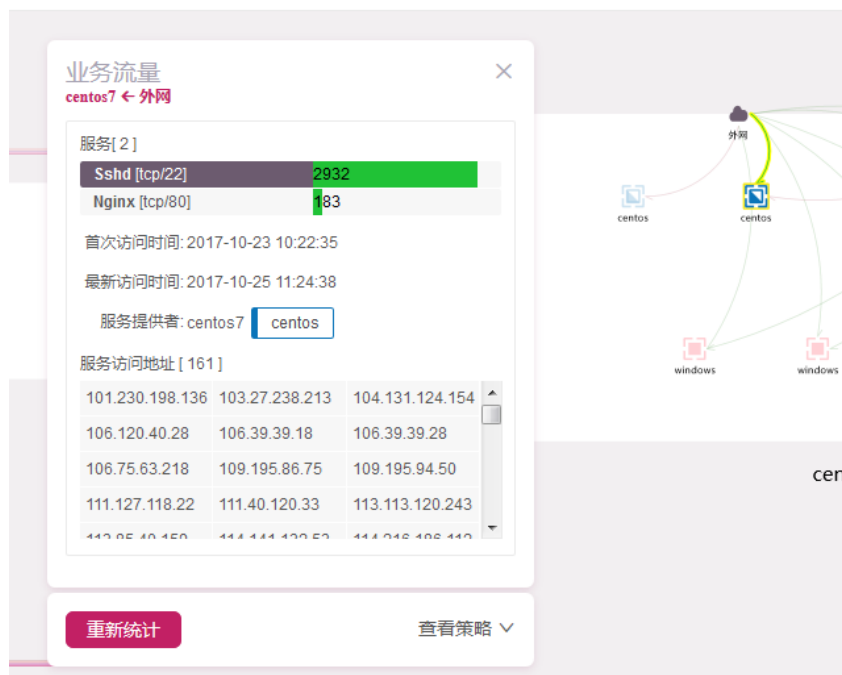 业务流量
centos7 ← 外网
服务[ 2 ]
Sshd [tcp/22] 2932
Nginx [tcp/80] 183
首次访问时间: 2017-10-23 10:22:35
最新访问时间: 2017-10-25 11:24:38
服务提供者: centos7 centos
服务访问地址 [ 161 ]
101.230.198.136 103.27.238.213 104.131.124.154
106.120.40.28 106.39.39.18 106.39.39.28
106.75.63.218 109.195.86.75 109.195.94.50
111.127.118.22 111.40.120.33 113.113.120.243
重新统计 查看策略
外网
centos centos
windows windows
cen